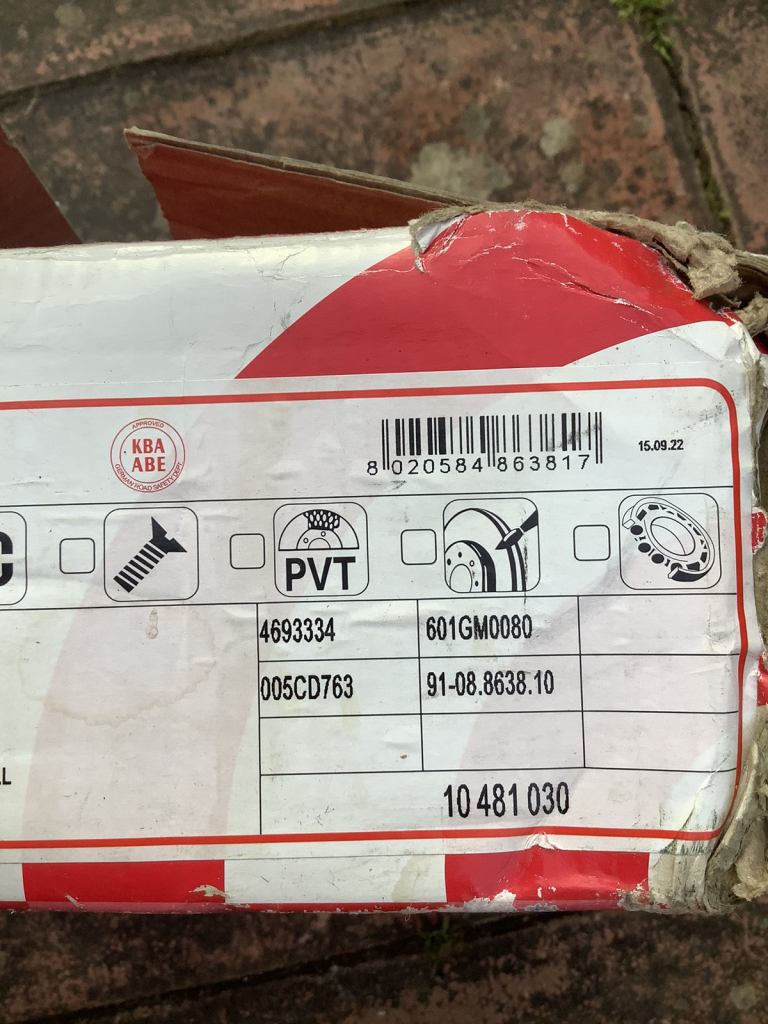 APPROVED
KBA
ABE
GERMAN ROAD SAFETY DEPT.
8 020584 863817
15.09.22
C
PVT
4693334
601GM0080
005CD763
91-08.8638.10
LL
10 481 030